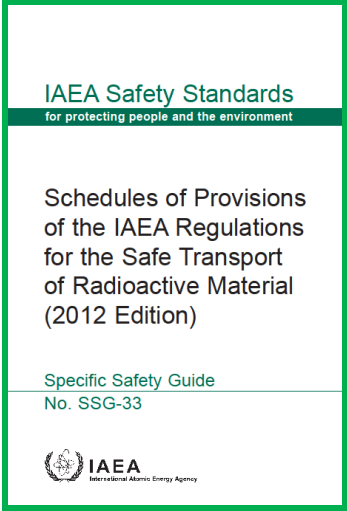 IAEA Safety Standards
for protecting people and the environment
Schedules of Provisions
of the IAEA Regulations
for the Safe Transport
of Radioactive Material
(2012 Edition)
Specific Safety Guide
No. SSG-33
IAEA
International Atomic Energy Agency